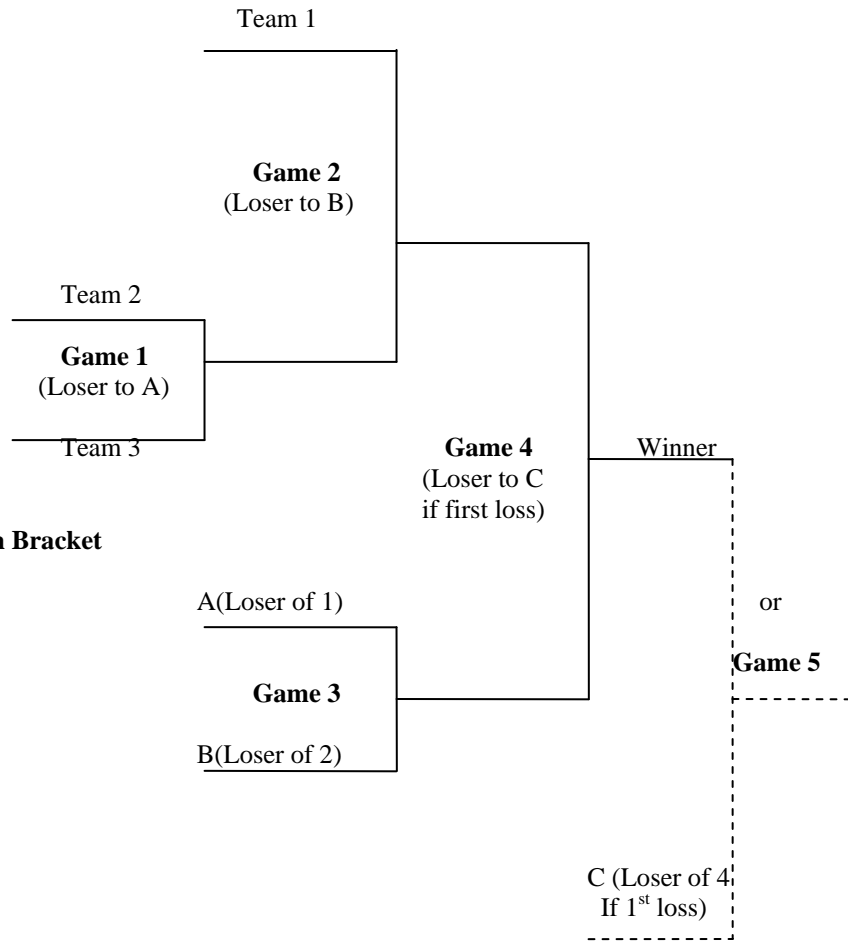 Team 1
Game 2
(Loser to B)
Team 2
Game 1
(Loser to A)
Team 3
Game 4
(Loser to C
if first loss)
Winner
Bracket
A(Loser of 1)
or
Game 5
Game 3
B(Loser of 2)
C (Loser of 4
If 1st loss)